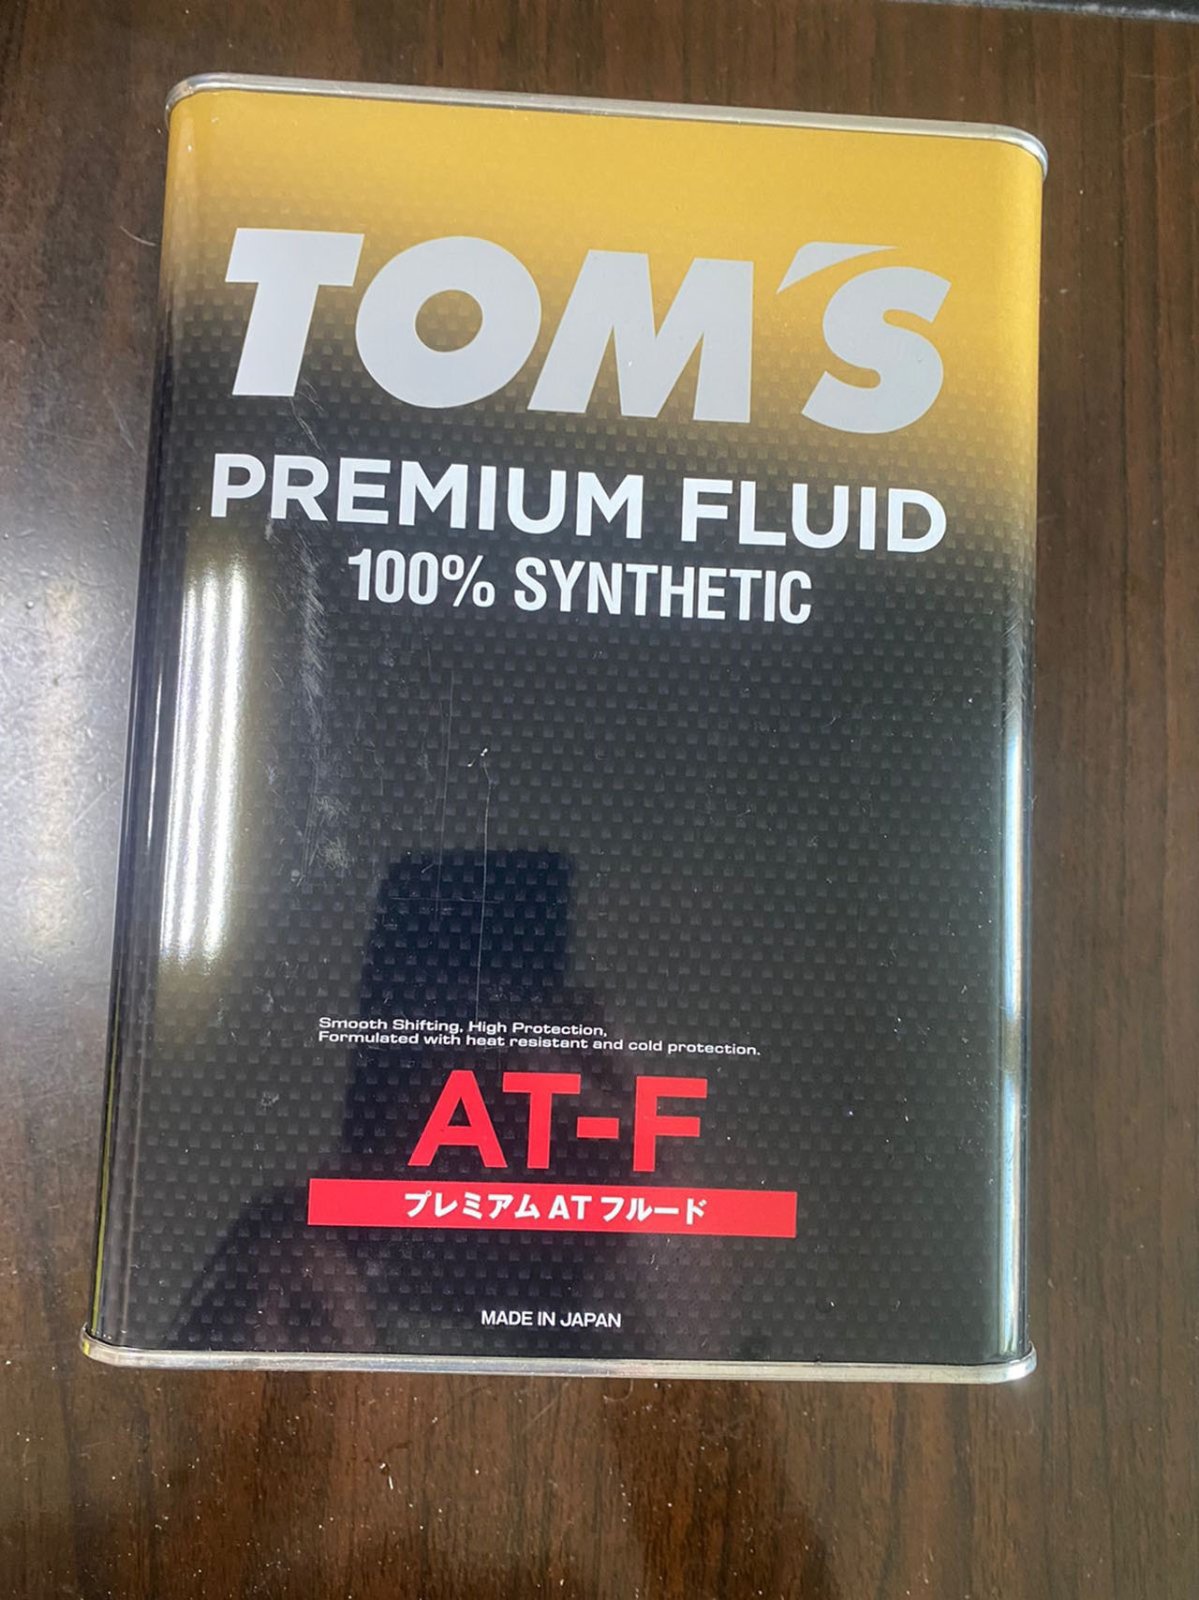 TOM'S
PREMIUM FLUID
100% SYNTHETIC
Smooth Shifting, High Protection,
Formulated with heat resistant and cold protection.
AT-F
プレミアム AT フルード
MADE IN JAPAN